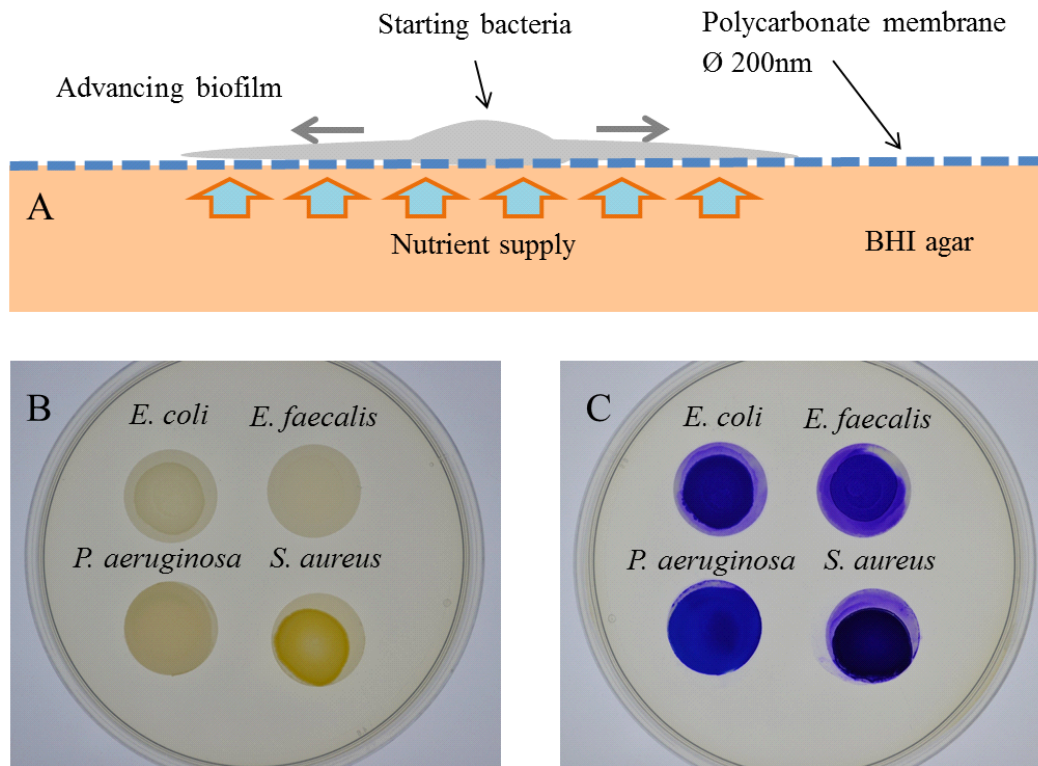 Starting bacteria
Polycarbonate membrane
Ø 200nm
Advancing biofilm
A
Nutrient supply
BHI agar
B
E. coli
E. faecalis
P. aeruginosa
S. aureus
C
E. coli
E. faecalis
P. aeruginosa
S. aureus